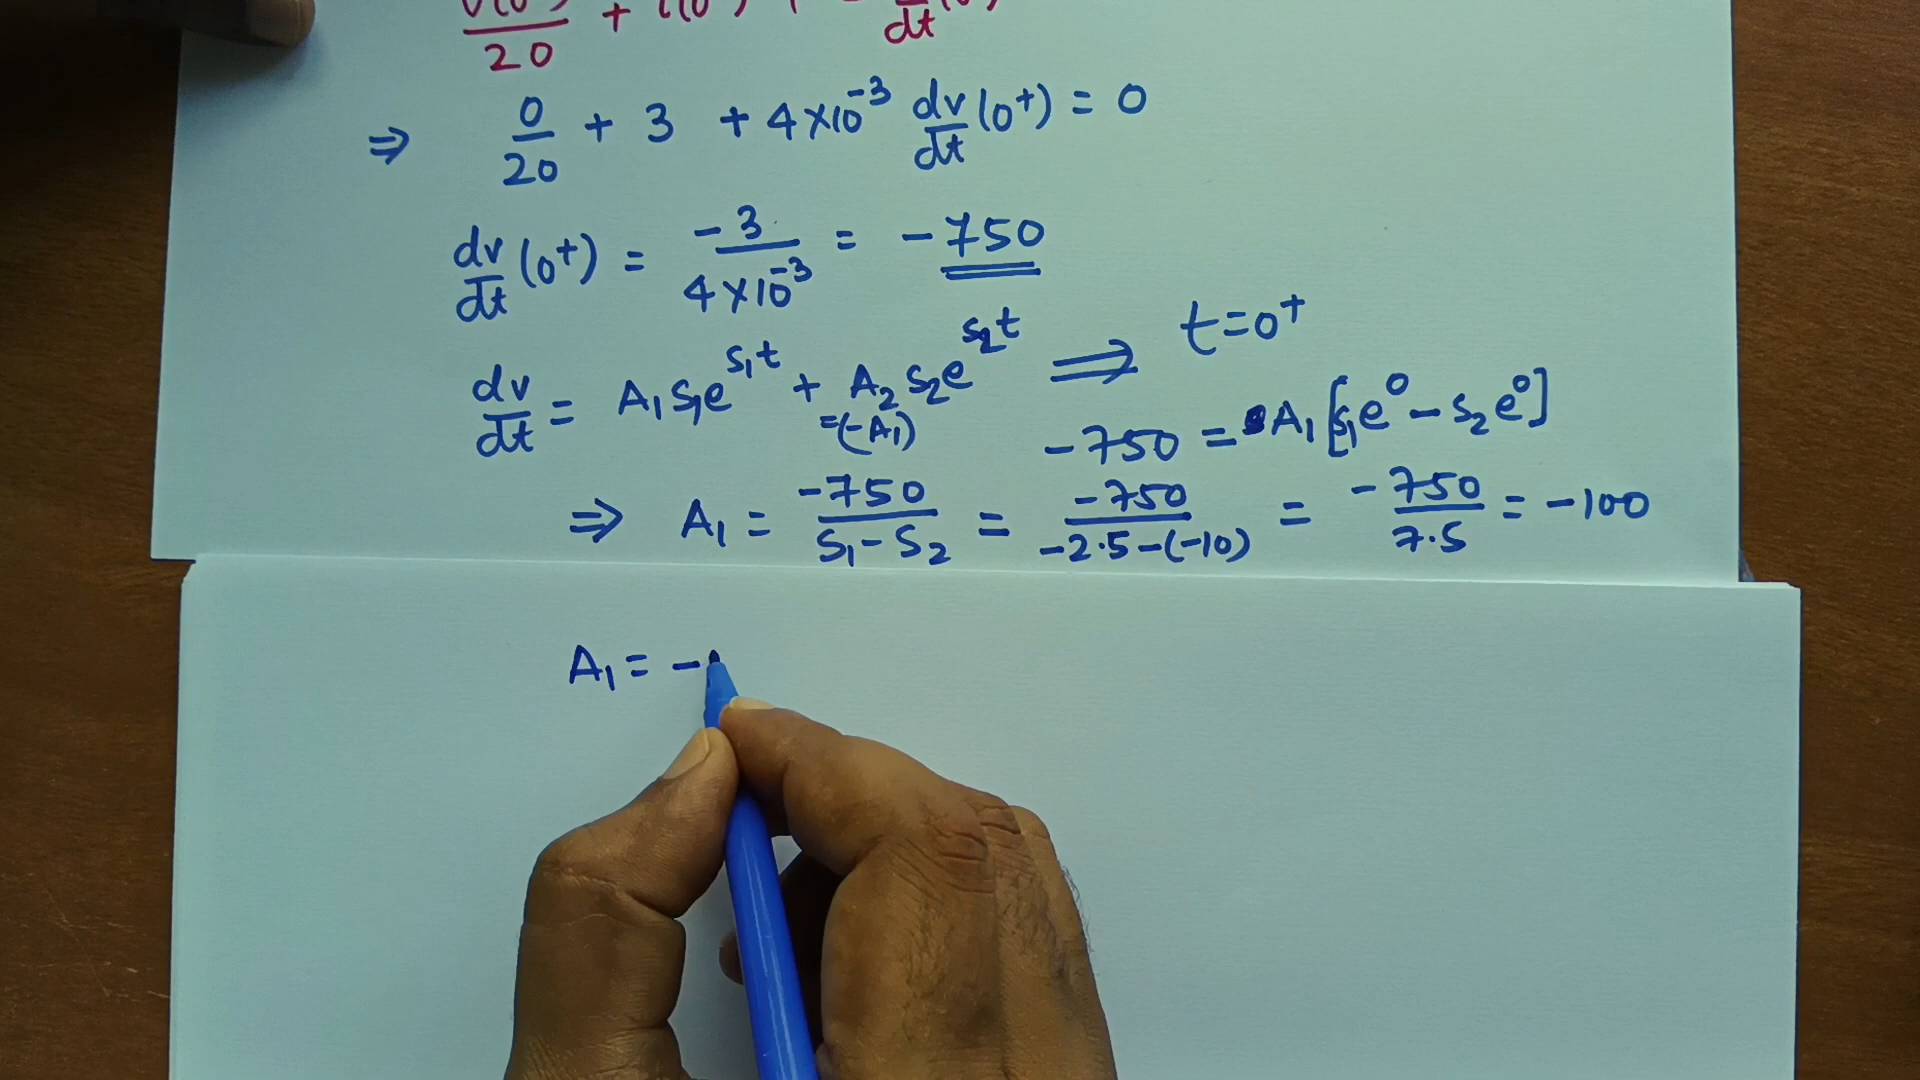 20 + dt
⇒ 0/20 + 3 + 4×10⁻³ dv/dt (0⁺) = 0
dv/dt (0⁺) = -3/4×10⁻³ = -750
dv/dt = A₁s₁e^s₁t + A₂s₂e^s₂t ⟹ t=0⁺
=(-A₁)
-750 = A₁[s₁e⁰ - s₂e⁰]
⇒ A₁ = -750/s₁-s₂ = -750/-2.5-(-10) = -750/7.5 = -100
A₁ = -